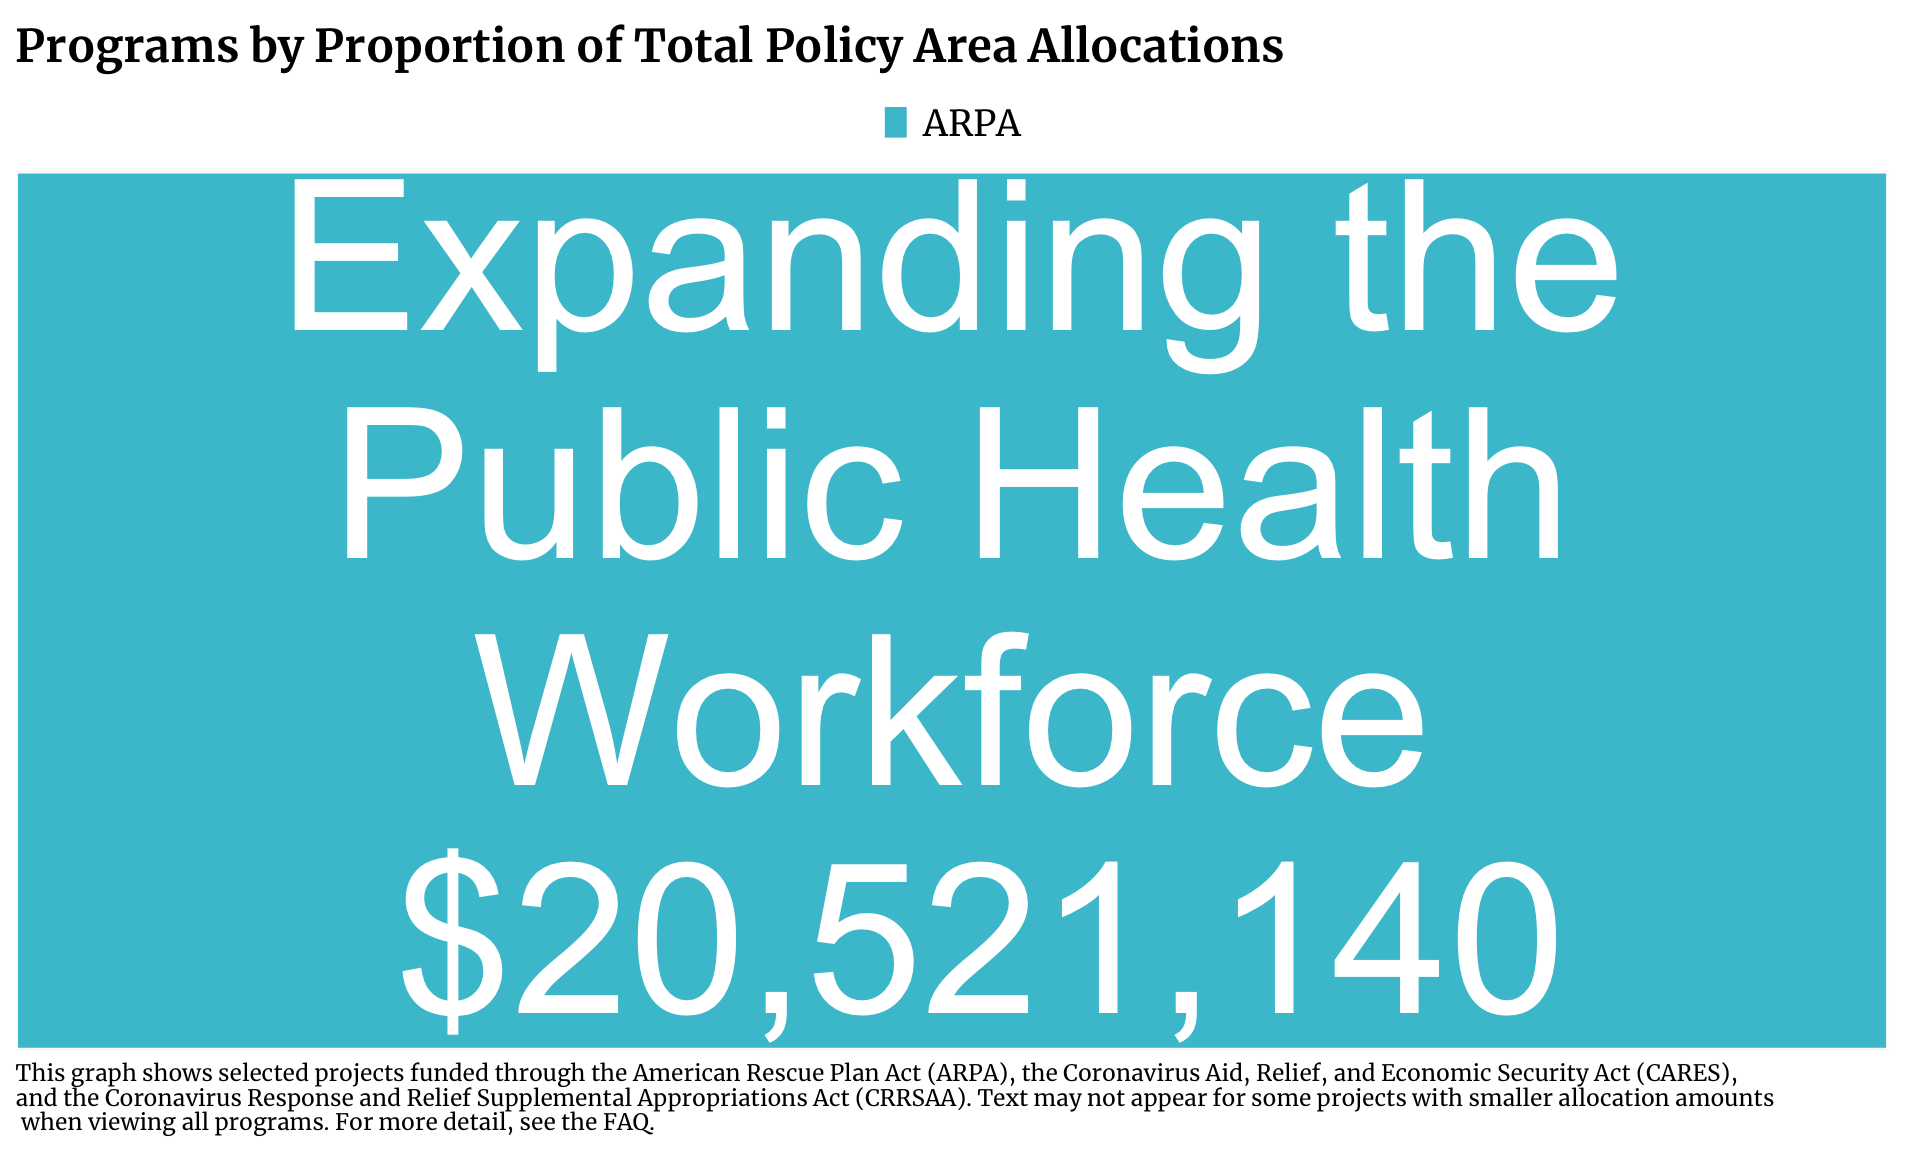 Programs by Proportion of Total Policy Area Allocations
ARPA
Expanding the
Public Health
Workforce
$20,521,140
This graph shows selected projects funded through the American Rescue Plan Act (ARPA), the Coronavirus Aid, Relief, and Economic Security Act (CARES),
and the Coronavirus Response and Relief Supplemental Appropriations Act (CRRSAA). Text may not appear for some projects with smaller allocation amounts
when viewing all programs. For more detail, see the FAQ.